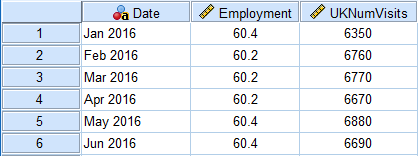 Date Employment UKNumVisits
1 Jan 2016 60.4 6350
2 Feb 2016 60.2 6760
3 Mar 2016 60.2 6770
4 Apr 2016 60.2 6670
5 May 2016 60.4 6880
6 Jun 2016 60.4 6690